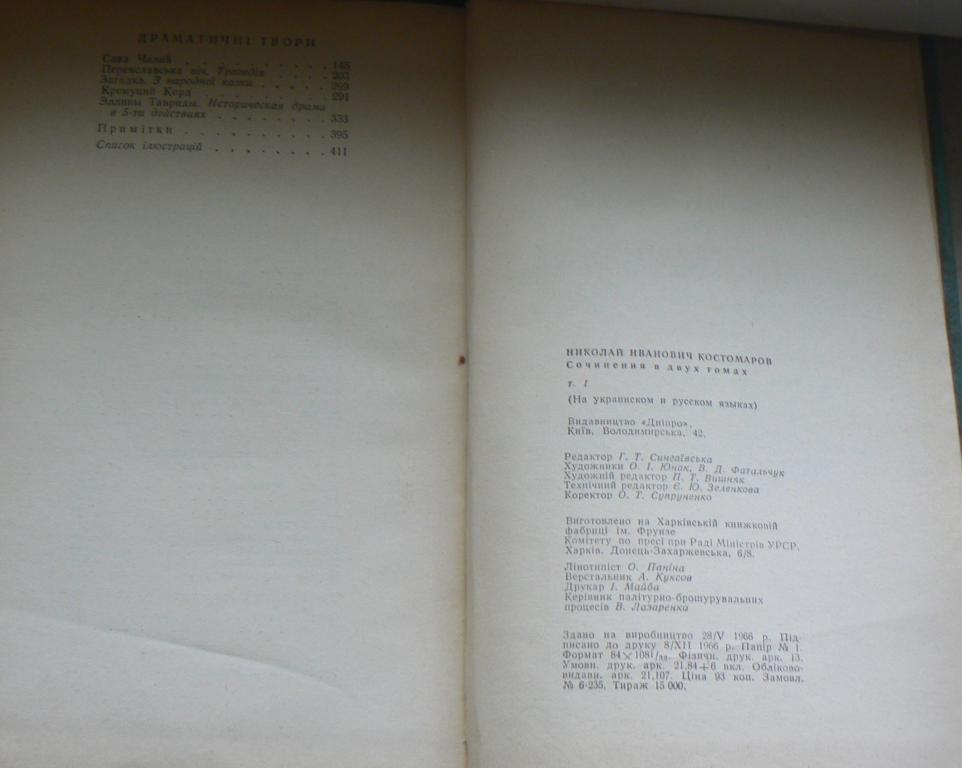 ДРАМАТИЧНІ ТВОРИ
Сава Чалий . . . . . . . . . . 145
Переяславська ніч. Трагедія . . . . 203
Загадка. З народної казки . . . . . 269
Кремуций Корд . . . . . . . . . 291
Эллины Тавриды. Историческая драма
в 5-ти действиях . . . . . . . . 333
Примітки . . . . . . . . . . 395
Список ілюстрацій . . . . . . . . 411
НИКОЛАЙ ИВАНОВИЧ КОСТОМАРОВ
Сочинения в двух томах
т. I
(На украинском и русском языках)
Видавництво «Дніпро»,
Київ, Володимирська, 42.
Редактор Г. Т. Сингаївська
Художники О. І. Юнак, В. Д. Фатальчук
Художній редактор П. Т. Вишняк
Технічний редактор Є. Ю. Зеленкова
Коректор О. Т. Супруненко
Виготовлено на Харківській книжковій
фабриці ім. Фрунзе
Комітету по пресі при Раді Міністрів УРСР,
Харків, Донець-Захаржевська, 6/8.
Лінотипіст О. Паніна
Верстальник А. Куксов
Друкар І. Майба
Керівник палітурно-брошурувальних
процесів В. Лазаренко
Здано на виробництво 28/V 1966 р. Під-
писано до друку 8/XII 1966 р. Папір № 1.
Формат 84×108 1/32. Фізичн. друк. арк. 13.
Умовн. друк. арк. 21,84+6 вкл. Обліково-
видавн. арк. 21,107. Ціна 93 коп. Замовл.
№ 6-235. Тираж 15 000.